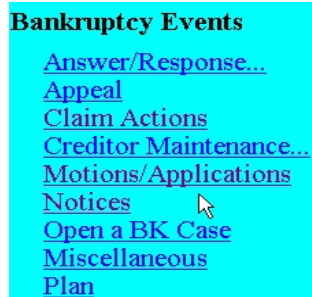 Bankruptcy Events
Answer/Response...
Appeal
Claim Actions
Creditor Maintenance...
Motions/Applications
Notices
Open a BK Case
Miscellaneous
Plan